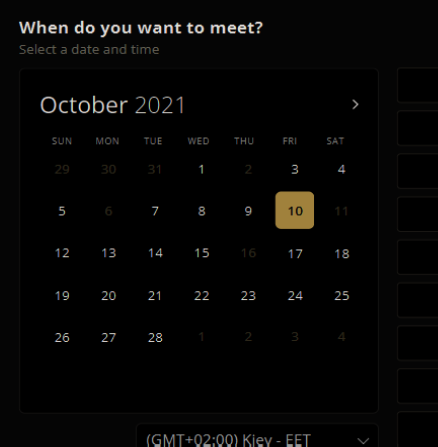 When do you want to meet?
Select a date and time
October 2021
SUN MON TUE WED THU FRI SAT
29 30 31 1 2 3 4
5 6 7 8 9 10 11
12 13 14 15 16 17 18
19 20 21 22 23 24 25
26 27 28 1 2 3 4
(GMT+02:00) Kiev - EET